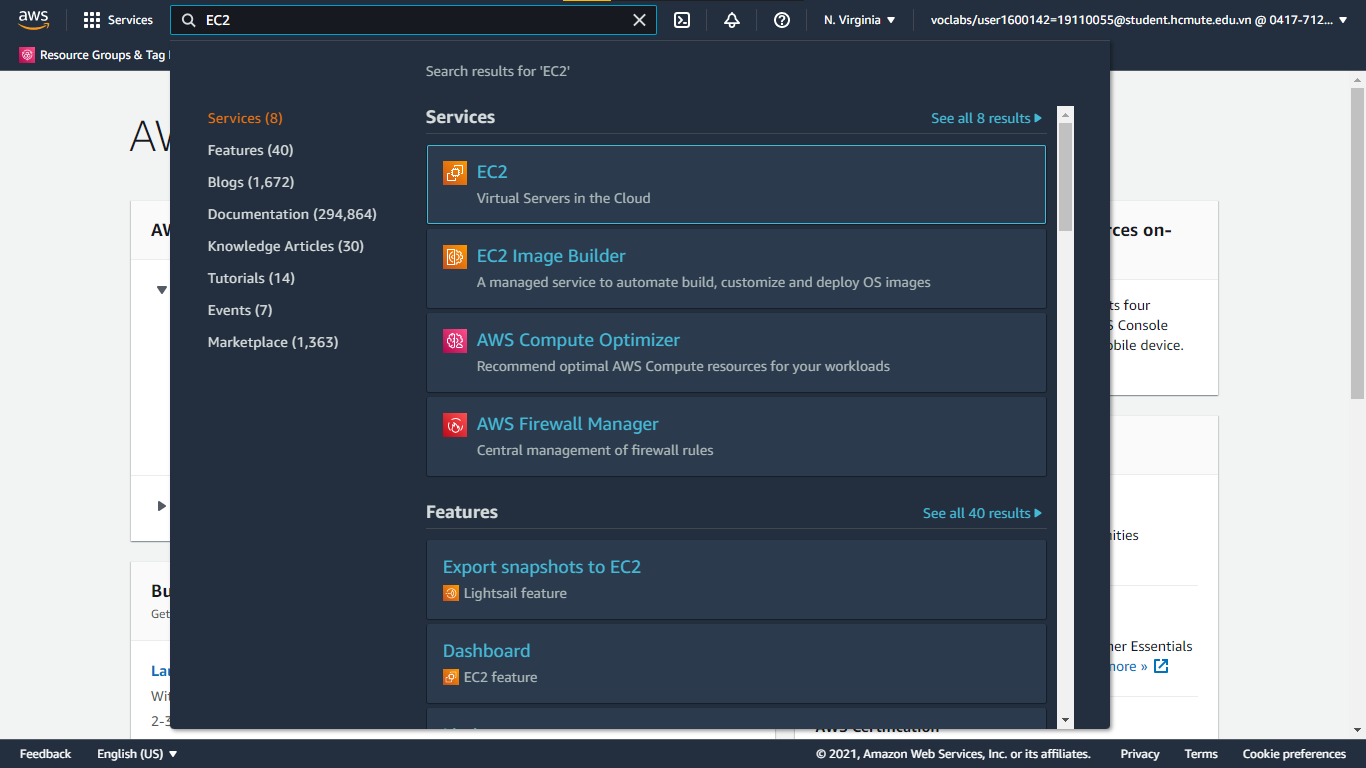 aws
Services
EC2
N. Virginia
voclabs/user1600142=19110055@student.hcmute.edu.vn @ 0417-712...
Resource Groups & Tag
Search results for 'EC2'
Services (8)
Features (40)
Blogs (1,672)
Documentation (294,864)
Knowledge Articles (30)
Tutorials (14)
Events (7)
Marketplace (1,363)
Services
See all 8 results
EC2
Virtual Servers in the Cloud
EC2 Image Builder
A managed service to automate build, customize and deploy OS images
AWS Compute Optimizer
Recommend optimal AWS Compute resources for your workloads
AWS Firewall Manager
Central management of firewall rules
Features
See all 40 results
Export snapshots to EC2
Lightsail feature
Dashboard
EC2 feature
Get
2-3
on-
four
Console
device.
Essentials
more »
AWS Certification
Feedback
English (US)
© 2021, Amazon Web Services, Inc. or its affiliates.
Privacy
Terms
Cookie preferences